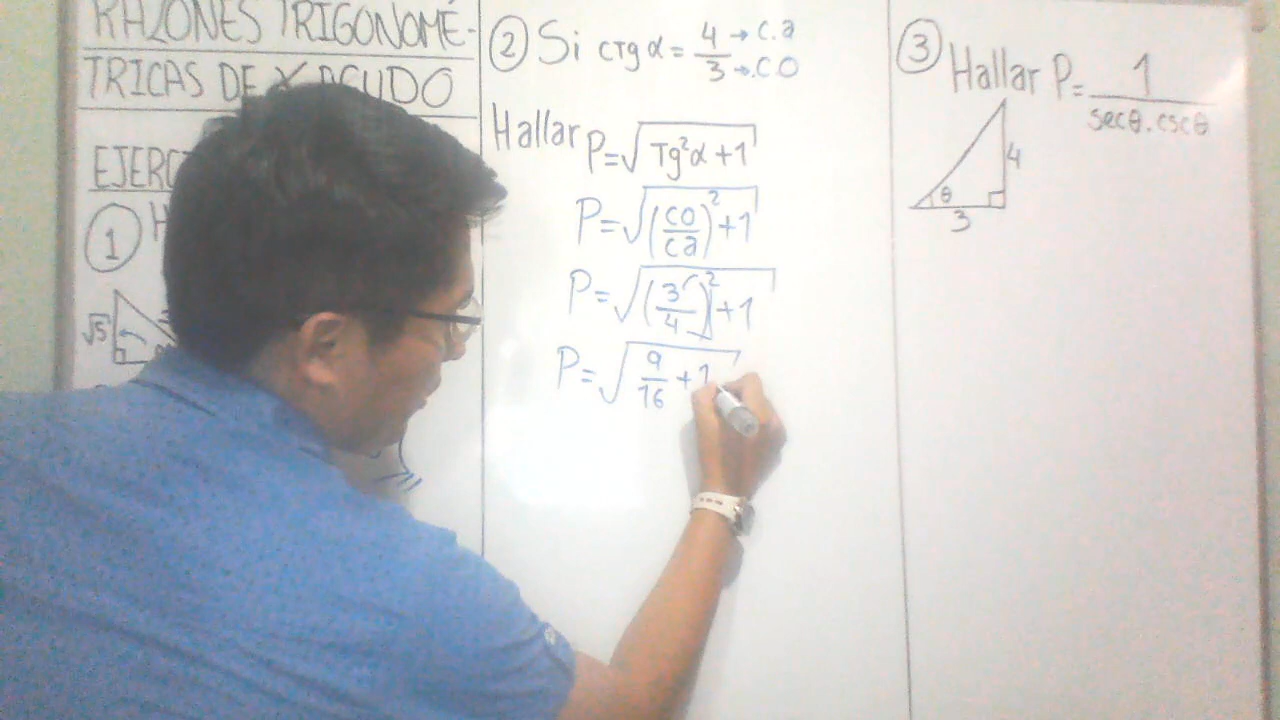 RAZONES TRIGONOMÉ-
TRICAS DE ∢ AGUDO
①
√5
② Si ctg α = 4/3 → c.a → C.O
Hallar P = √(Tg²α + 1)
P = √((co/ca)² + 1)
P = √((3/4)² + 1)
P = √(9/16 + 1
③ Hallar P = 1/(secθ . cscθ)
4
θ
3